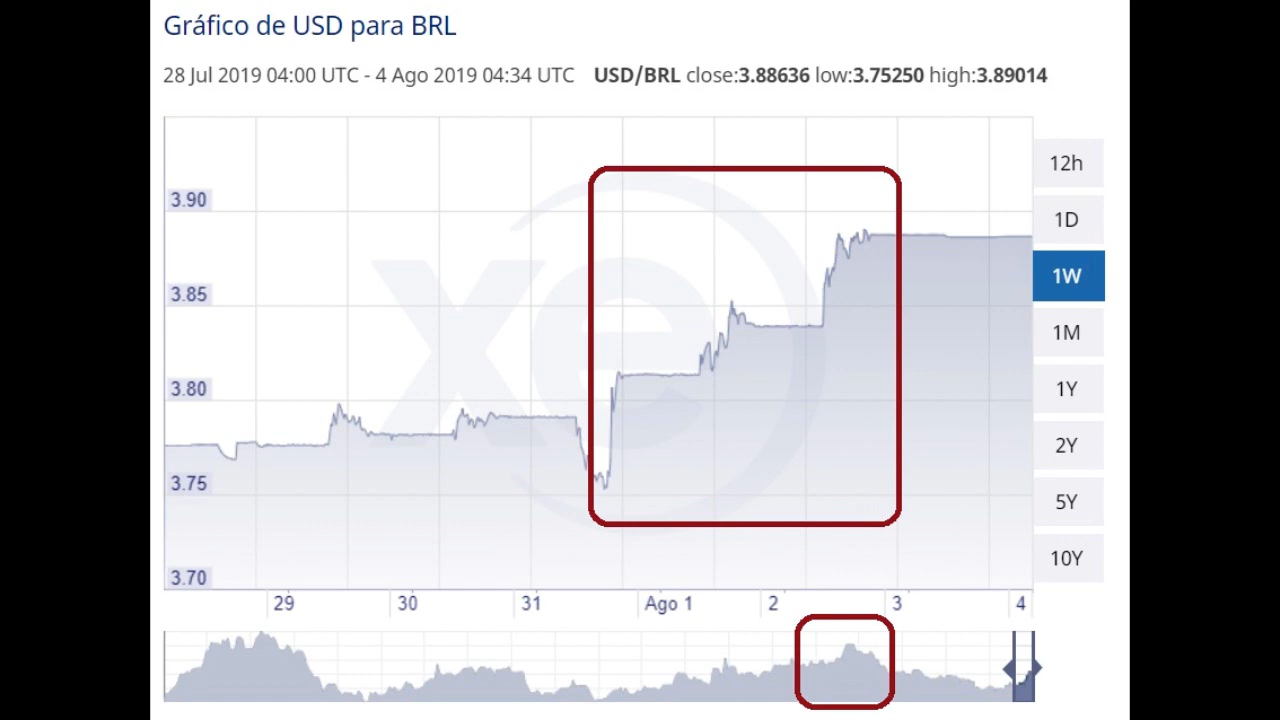 Gráfico de USD para BRL
28 Jul 2019 04:00 UTC - 4 Ago 2019 04:34 UTC USD/BRL close:3.88636 low:3.75250 high:3.89014
12h
1D
1W
1M
1Y
2Y
5Y
10Y
3.90
3.85
3.80
3.75
3.70
xe
29 30 31 Ago 1 2 3 4